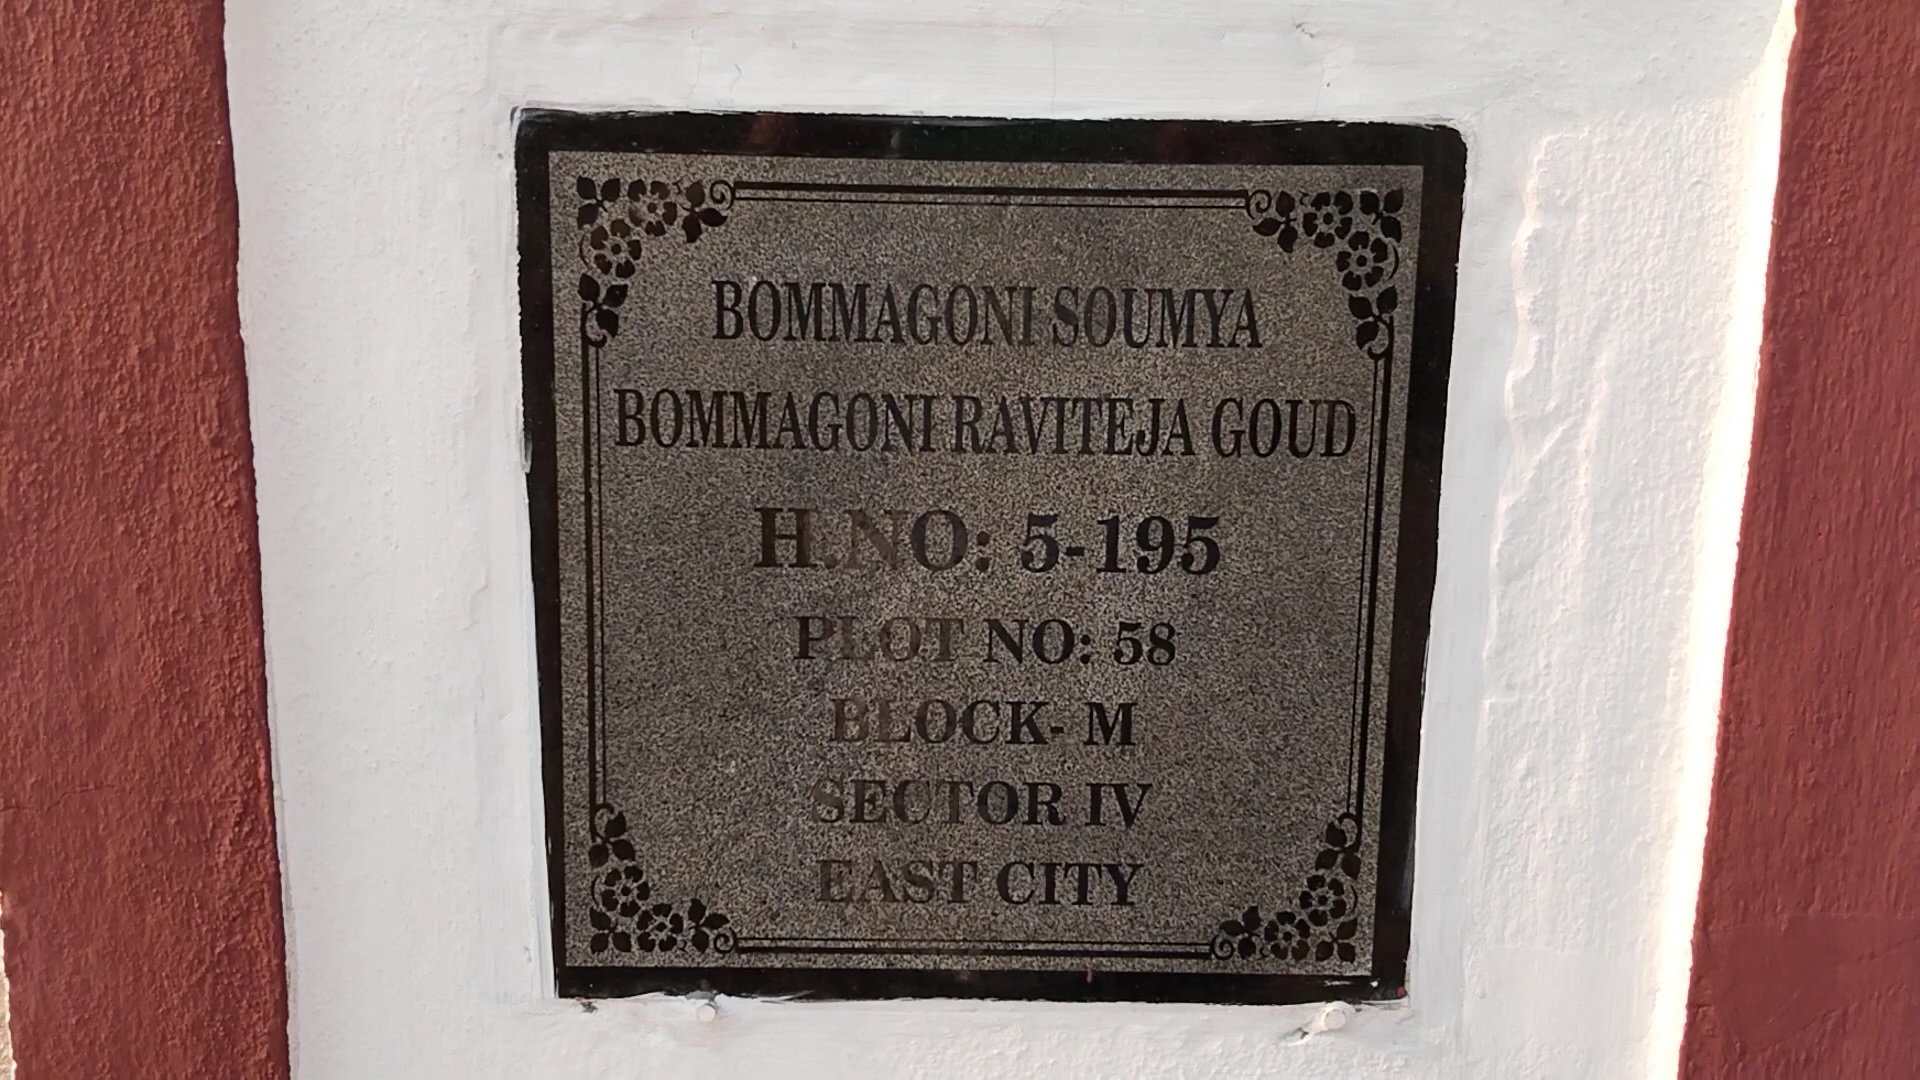 BOMMAGONI SOUMYA
BOMMAGONI RAVITEJA GOUD
H.NO: 5-195
PLOT NO: 58
BLOCK- M
SECTOR IV
EAST CITY